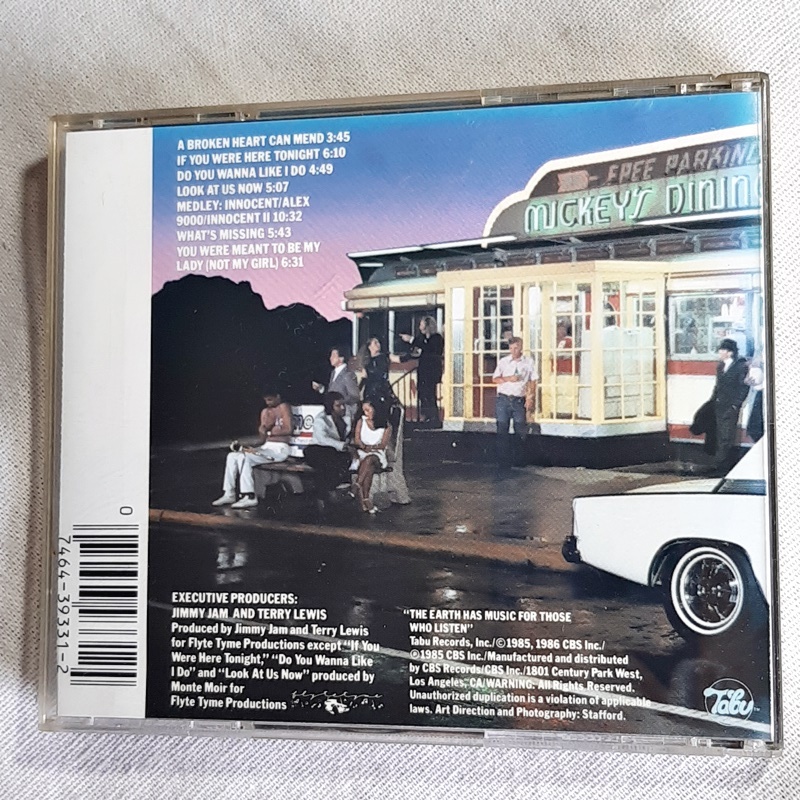 A BROKEN HEART CAN MEND 3:45
IF YOU WERE HERE TONIGHT 6:10
DO YOU WANNA LIKE I DO 4:49
LOOK AT US NOW 5:07
MEDLEY: INNOCENT/ALEX
9000/INNOCENT II 10:32
WHAT'S MISSING 5:43
YOU WERE MEANT TO BE MY
LADY (NOT MY GIRL) 6:31
FREE PARKING
MICKEY'S DINING
EXECUTIVE PRODUCERS:
JIMMY JAM AND TERRY LEWIS
Produced by Jimmy Jam and Terry Lewis
for Flyte Tyme Productions except "If You
Were Here Tonight," "Do You Wanna Like
I Do" and "Look At Us Now" produced by
Monte Moir for
Flyte Tyme Productions
"THE EARTH HAS MUSIC FOR THOSE
WHO LISTEN"
Tabu Records, Inc./©1985, 1986 CBS Inc./
℗1985 CBS Inc./Manufactured and distributed
by CBS Records/CBS Inc./1801 Century Park West,
Los Angeles, CA/WARNING: All Rights Reserved.
Unauthorized duplication is a violation of applicable
laws. Art Direction and Photography: Stafford.
Tabu
0
7464-39331-2